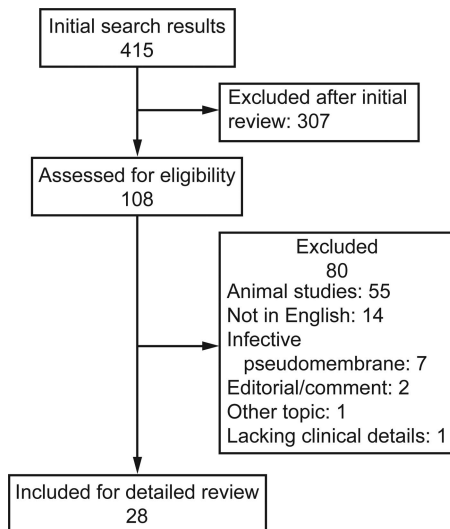 Initial search results
415
Excluded after initial
review: 307
Assessed for eligibility
108
Excluded
80
Animal studies: 55
Not in English: 14
Infective
pseudomembrane: 7
Editorial/comment: 2
Other topic: 1
Lacking clinical details: 1
Included for detailed review
28